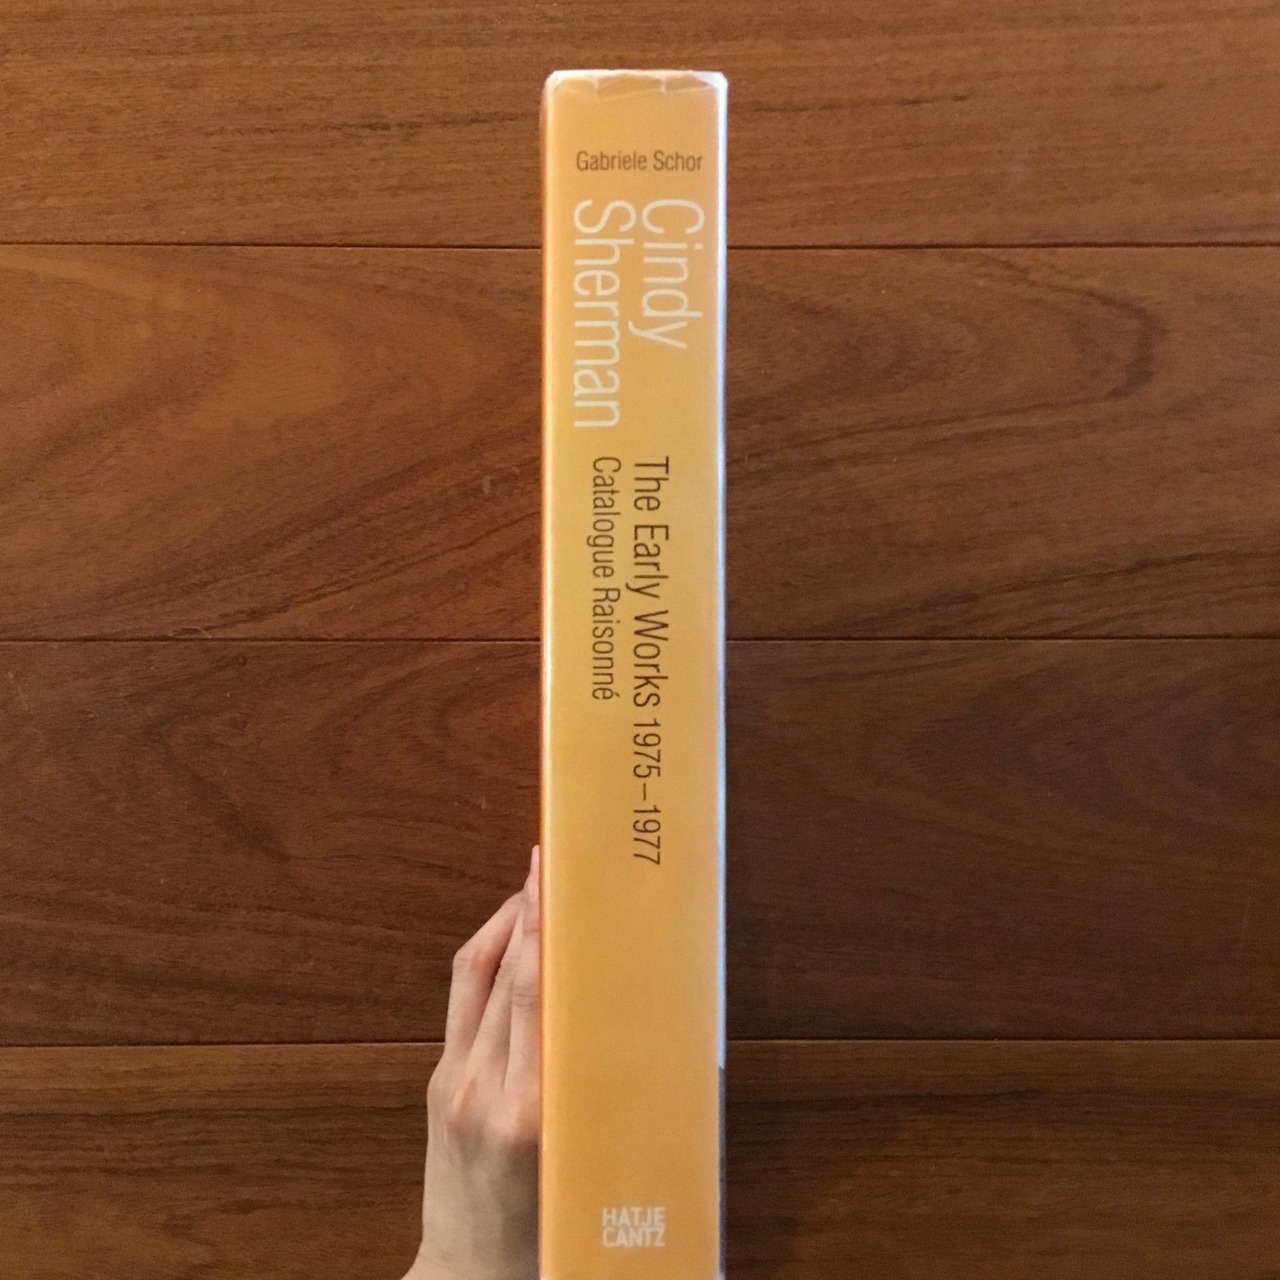 Gabriele Schor
Cindy
Sherman
The Early Works 1975–1977
Catalogue Raisonné
HATJE
CANTZ